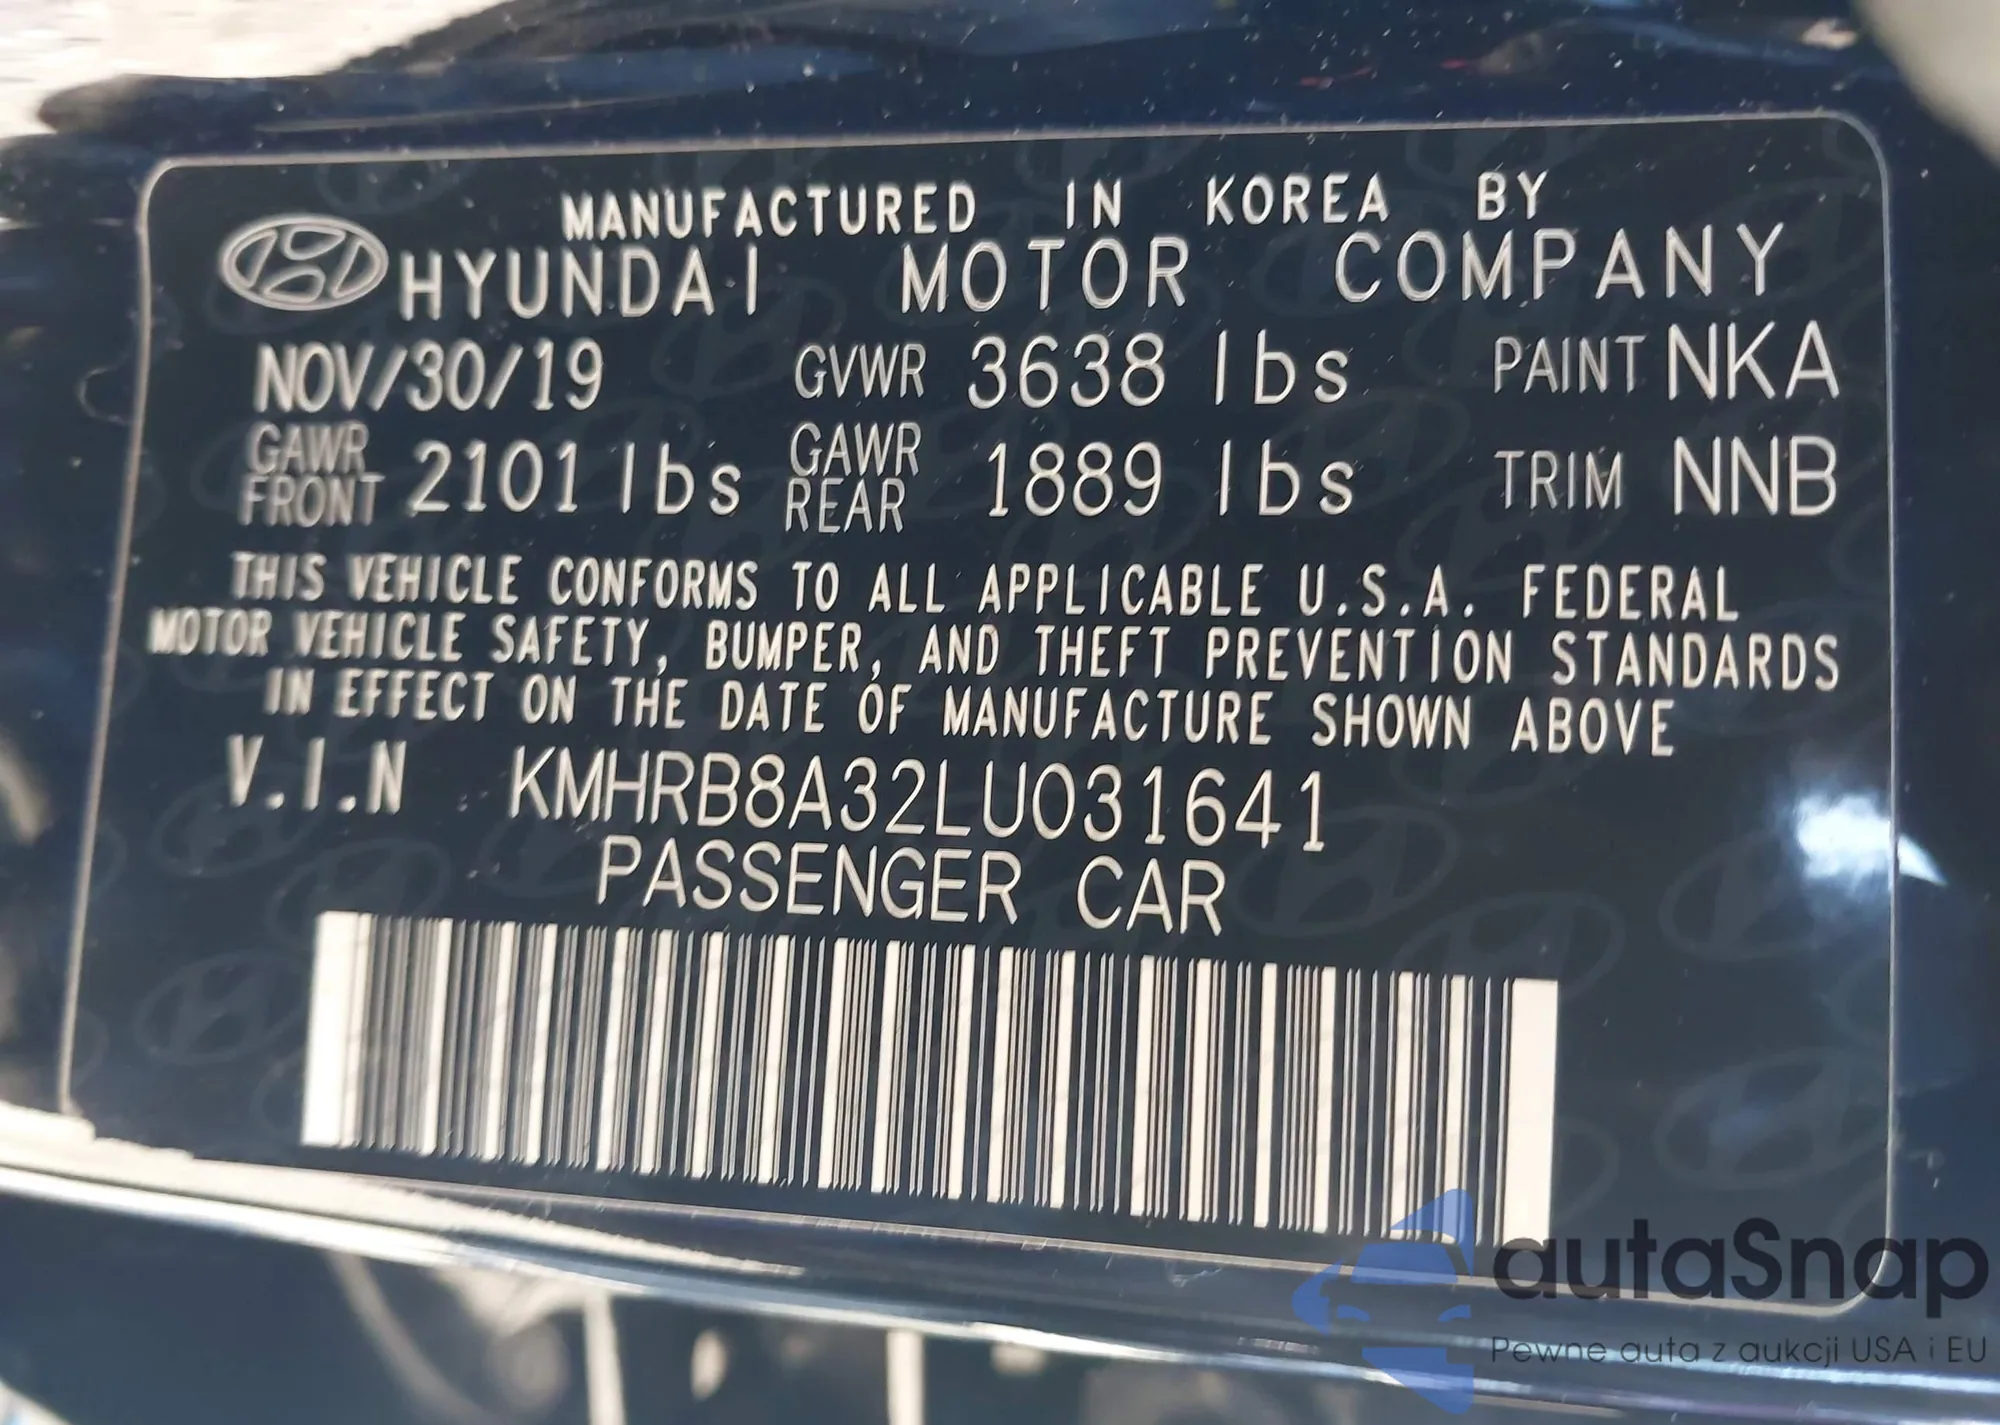 MANUFACTURED IN KOREA BY
HYUNDAI MOTOR COMPANY
NOV/30/19 GVWR 3638 lbs PAINT NKA
GAWR FRONT 2101 lbs GAWR REAR 1889 lbs TRIM NNB
THIS VEHICLE CONFORMS TO ALL APPLICABLE U.S.A. FEDERAL
MOTOR VEHICLE SAFETY, BUMPER, AND THEFT PREVENTION STANDARDS
IN EFFECT ON THE DATE OF MANUFACTURE SHOWN ABOVE
V.I.N KMHRB8A32LU031641
PASSENGER CAR
autaSnap
Pewne auta z aukcji USA i EU